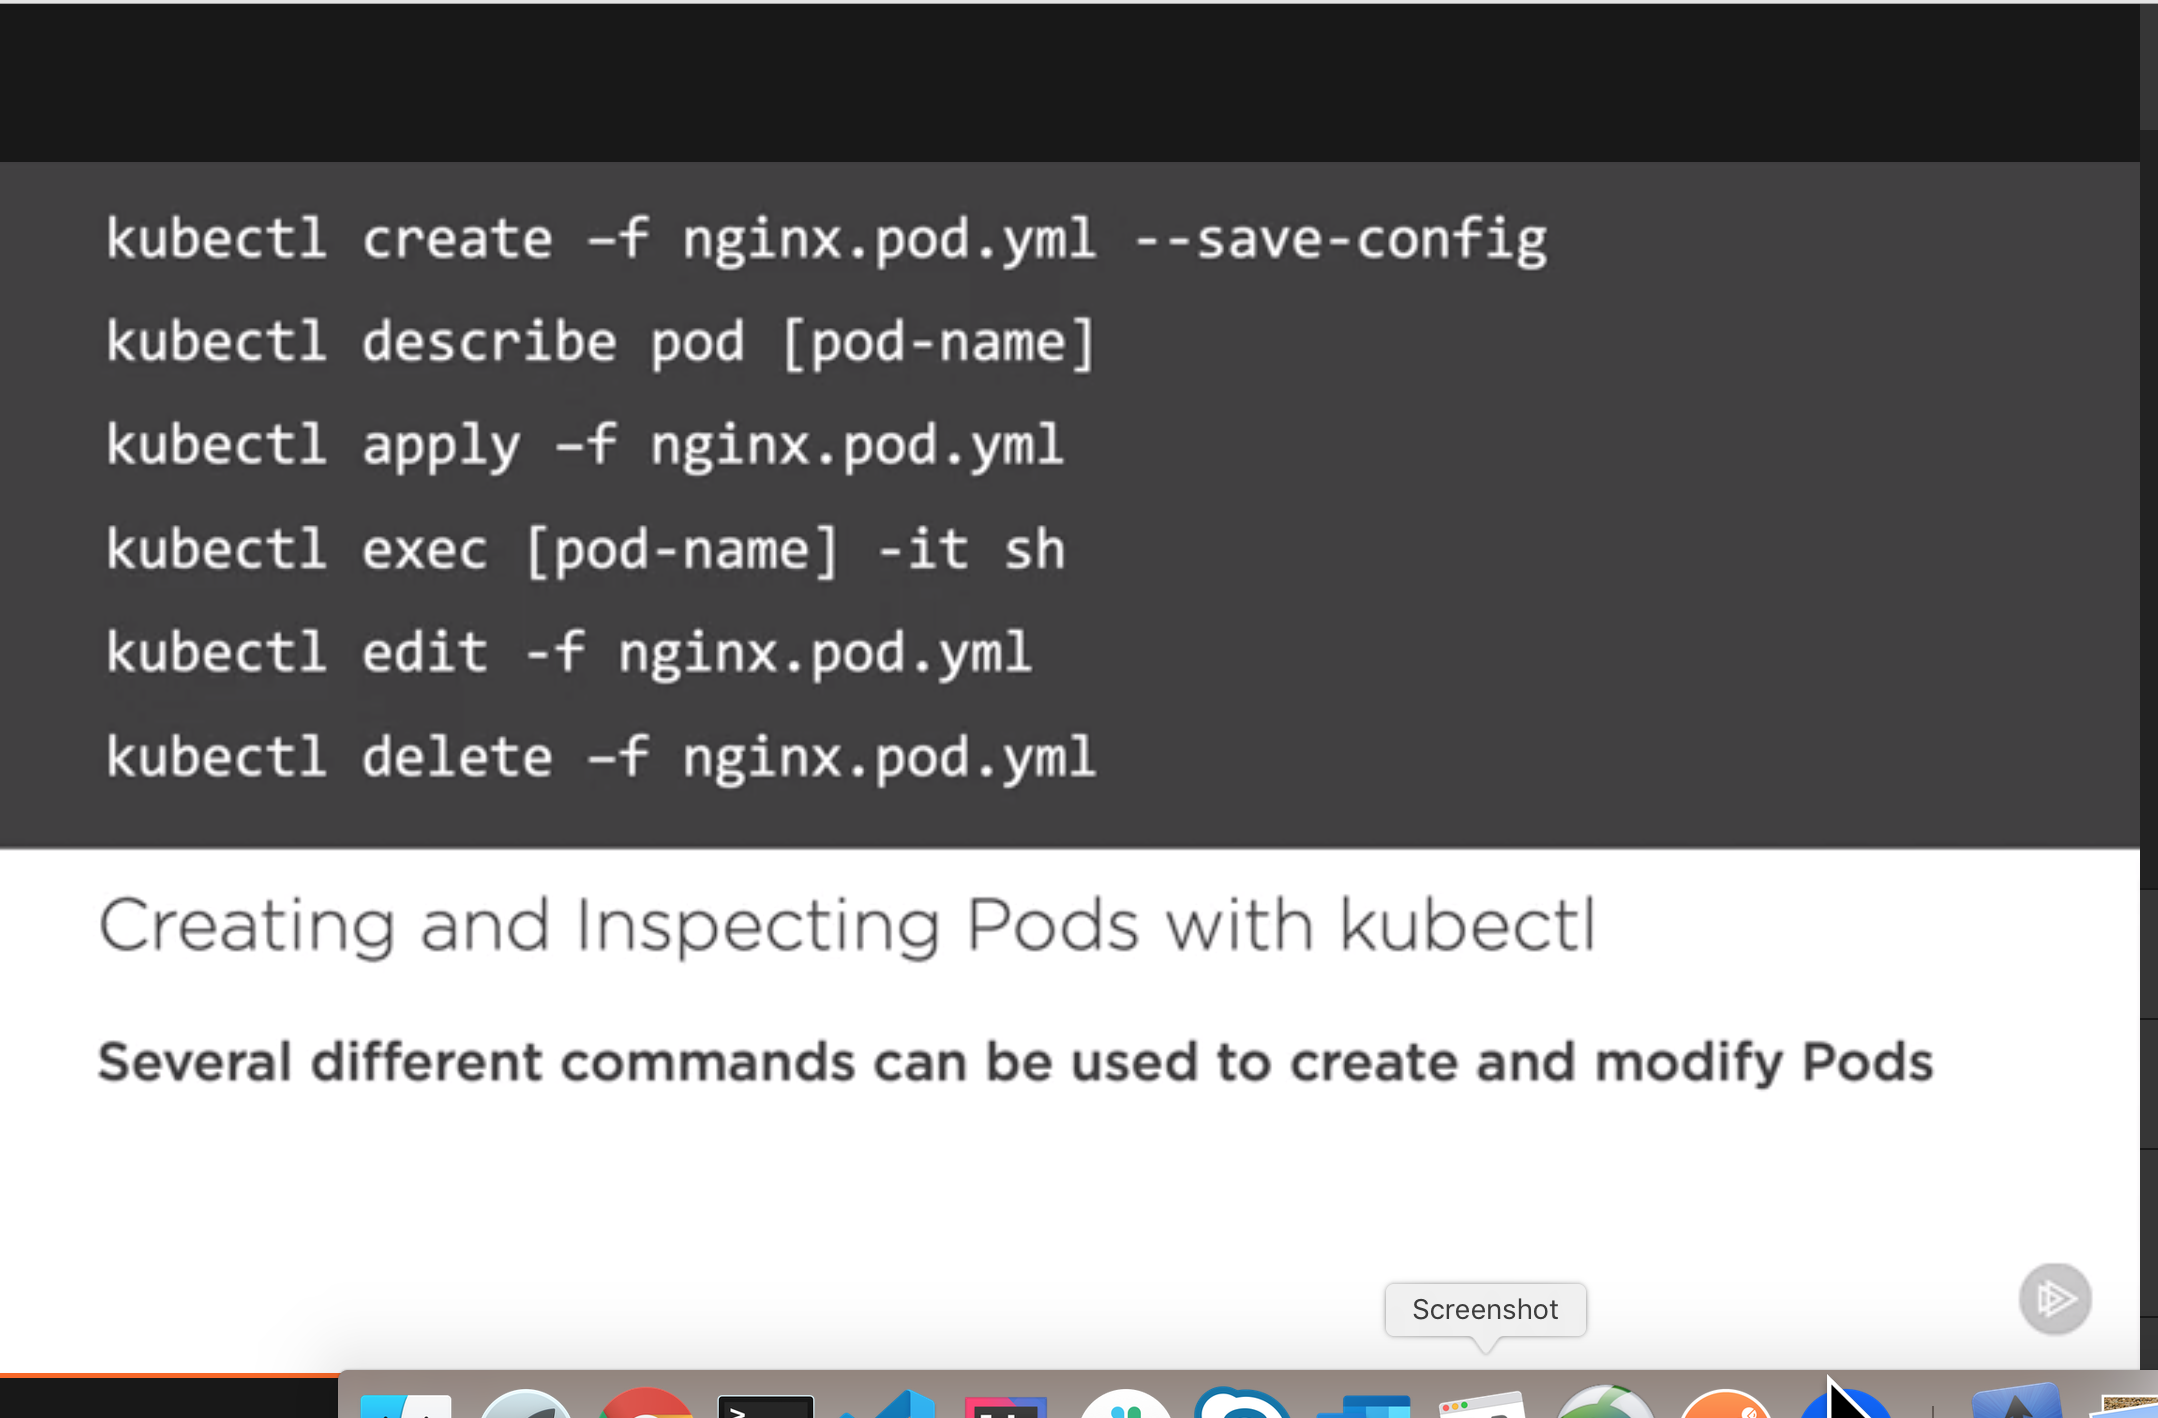 kubectl create –f nginx.pod.yml --save-config
kubectl describe pod [pod-name]
kubectl apply –f nginx.pod.yml
kubectl exec [pod-name] -it sh
kubectl edit -f nginx.pod.yml
kubectl delete –f nginx.pod.yml
Creating and Inspecting Pods with kubectl
Several different commands can be used to create and modify Pods
Screenshot